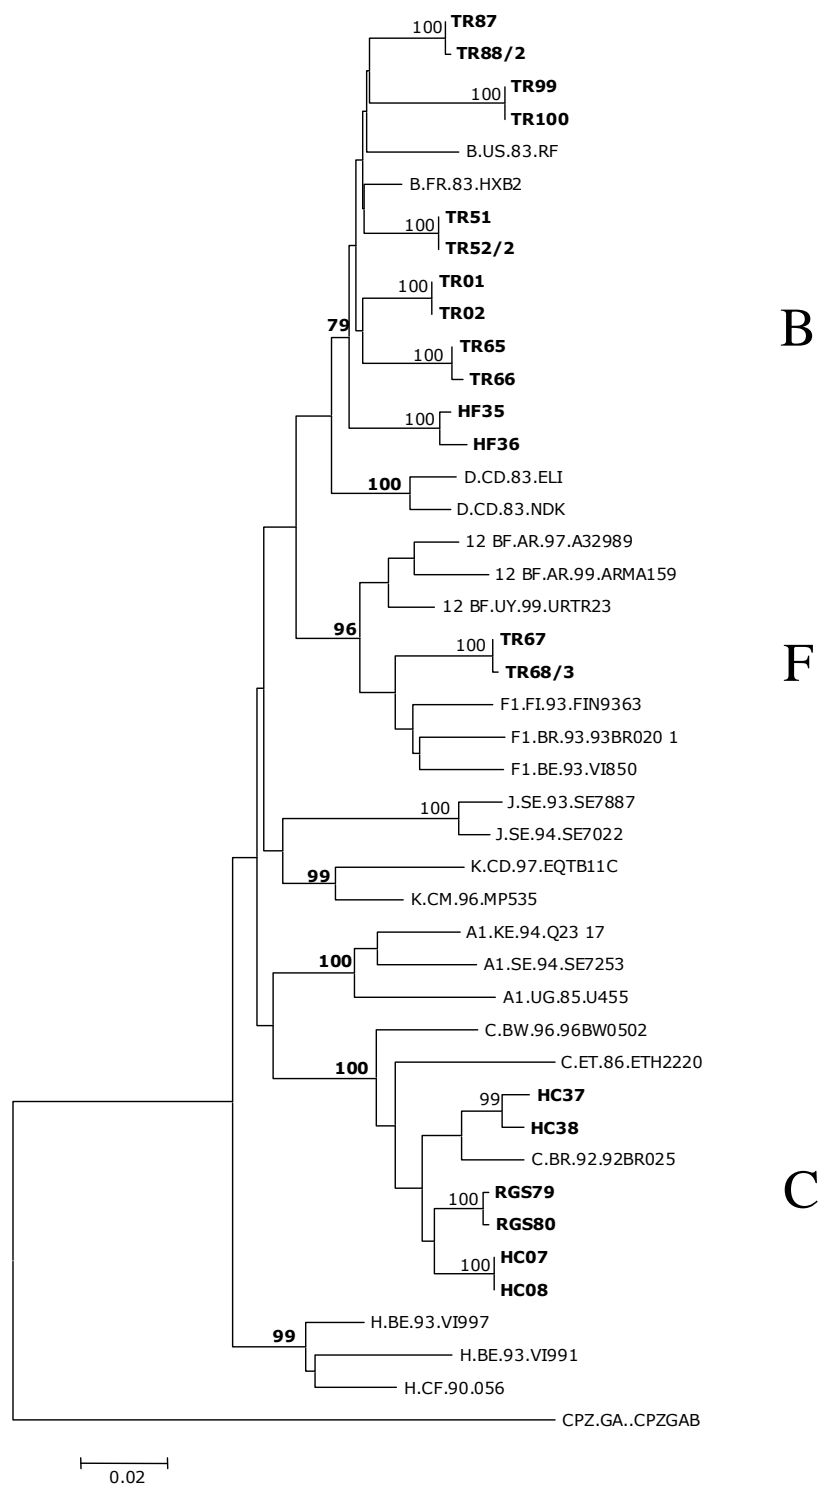 100
TR87
TR88/2
100
TR99
TR100
B.US.83.RF
B.FR.83.HXB2
100
TR51
TR52/2
100
TR01
TR02
B
79
100
TR65
TR66
100
HF35
HF36
100
D.CD.83.ELI
D.CD.83.NDK
12 BF.AR.97.A32989
12 BF.AR.99.ARMA159
12 BF.UY.99.URTR23
96
100
TR67
TR68/3
F
F1.FI.93.FIN9363
F1.BR.93.93BR020 1
F1.BE.93.VI850
100
J.SE.93.SE7887
J.SE.94.SE7022
99
K.CD.97.EQTB11C
K.CM.96.MP535
A1.KE.94.Q23 17
100
A1.SE.94.SE7253
A1.UG.85.U455
C.BW.96.96BW0502
100
C.ET.86.ETH2220
99
HC37
HC38
C.BR.92.92BR025
C
100
RGS79
RGS80
100
HC07
HC08
H.BE.93.VI997
99
H.BE.93.VI991
H.CF.90.056
CPZ.GA..CPZGAB
0.02